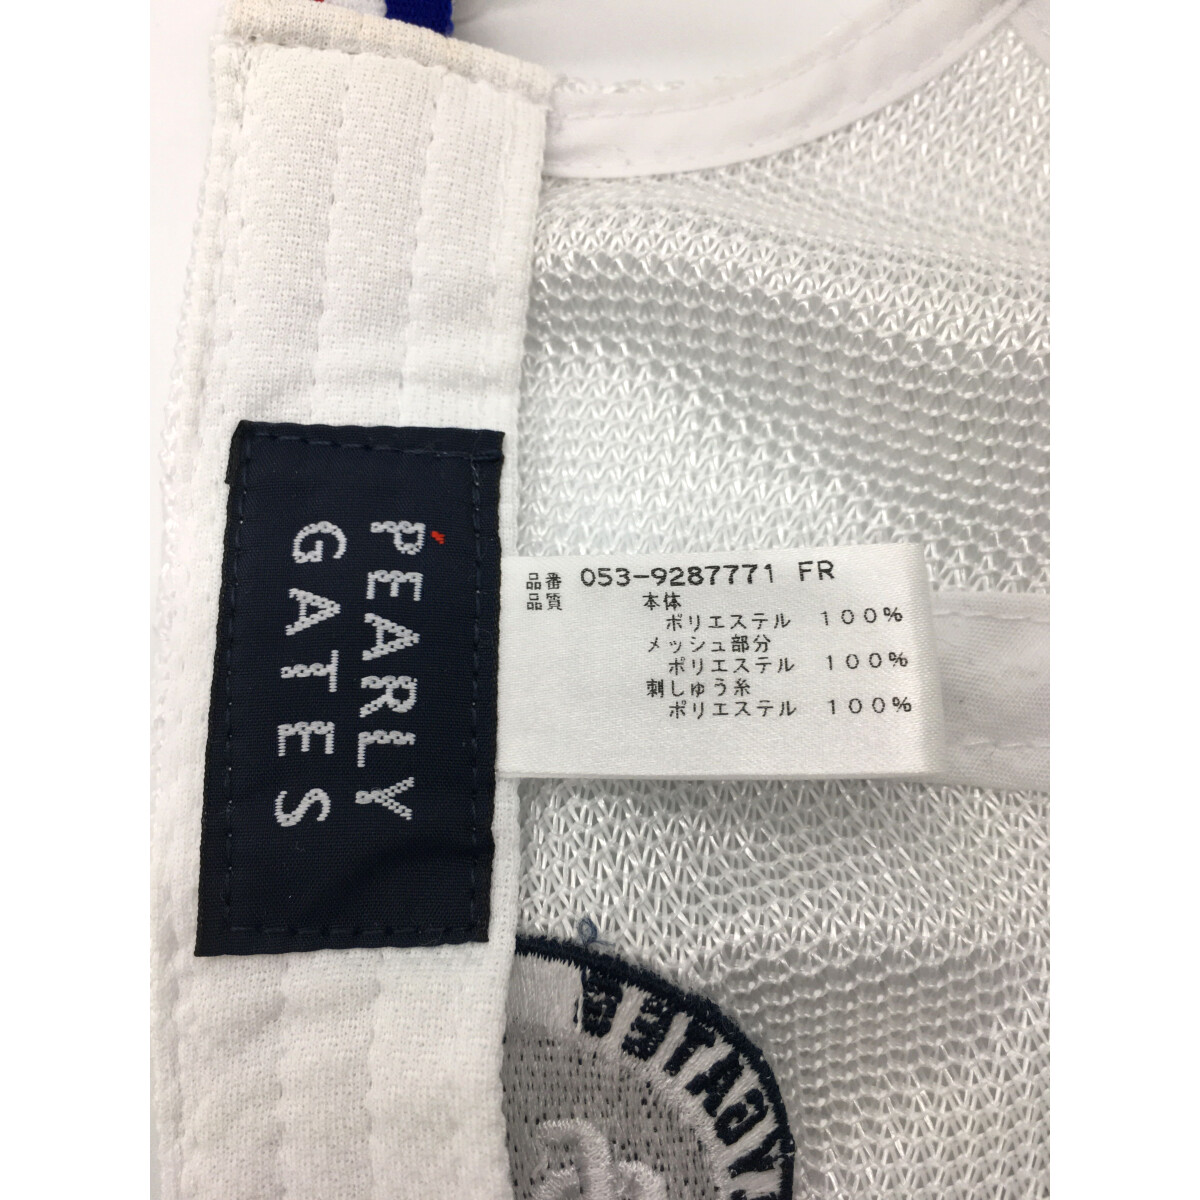 PEARLY
GATES
品番 053-9287771 FR
品質 本体
ポリエステル 100%
メッシュ部分
ポリエステル 100%
刺しゅう糸
ポリエステル 100%